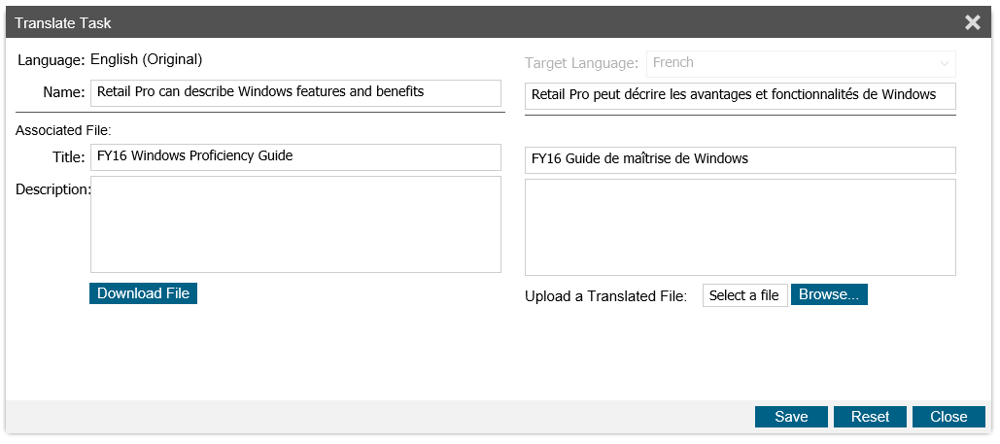 Translate Task
Language: English (Original)
Target Language: French
Name: Retail Pro can describe Windows features and benefits
Retail Pro peut décrire les avantages et fonctionnalités de Windows
Associated File:
Title: FY16 Windows Proficiency Guide
FY16 Guide de maîtrise de Windows
Description:
Download File
Upload a Translated File: Select a file Browse...
Save Reset Close